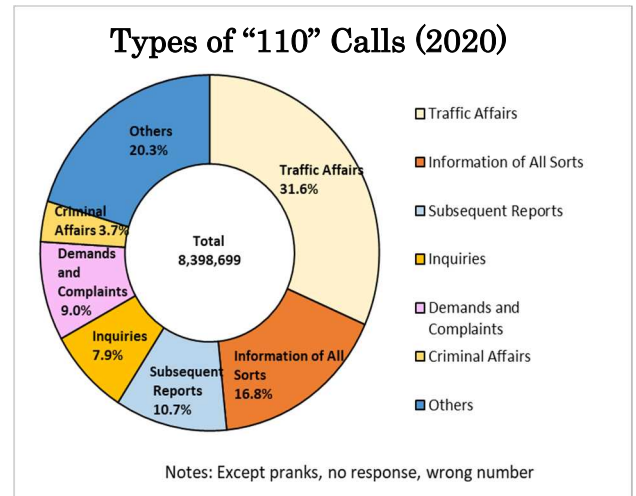 Types of “110” Calls (2020)
Others
20.3%
Traffic Affairs
31.6%
Criminal
Affairs 3.7%
Total
8,398,699
Demands
and
Complaints
9.0%
Inquiries
7.9%
Subsequent
Reports
10.7%
Information of All
Sorts
16.8%
Traffic Affairs
Information of All Sorts
Subsequent Reports
Inquiries
Demands and
Complaints
Criminal Affairs
Others
Notes: Except pranks, no response, wrong number